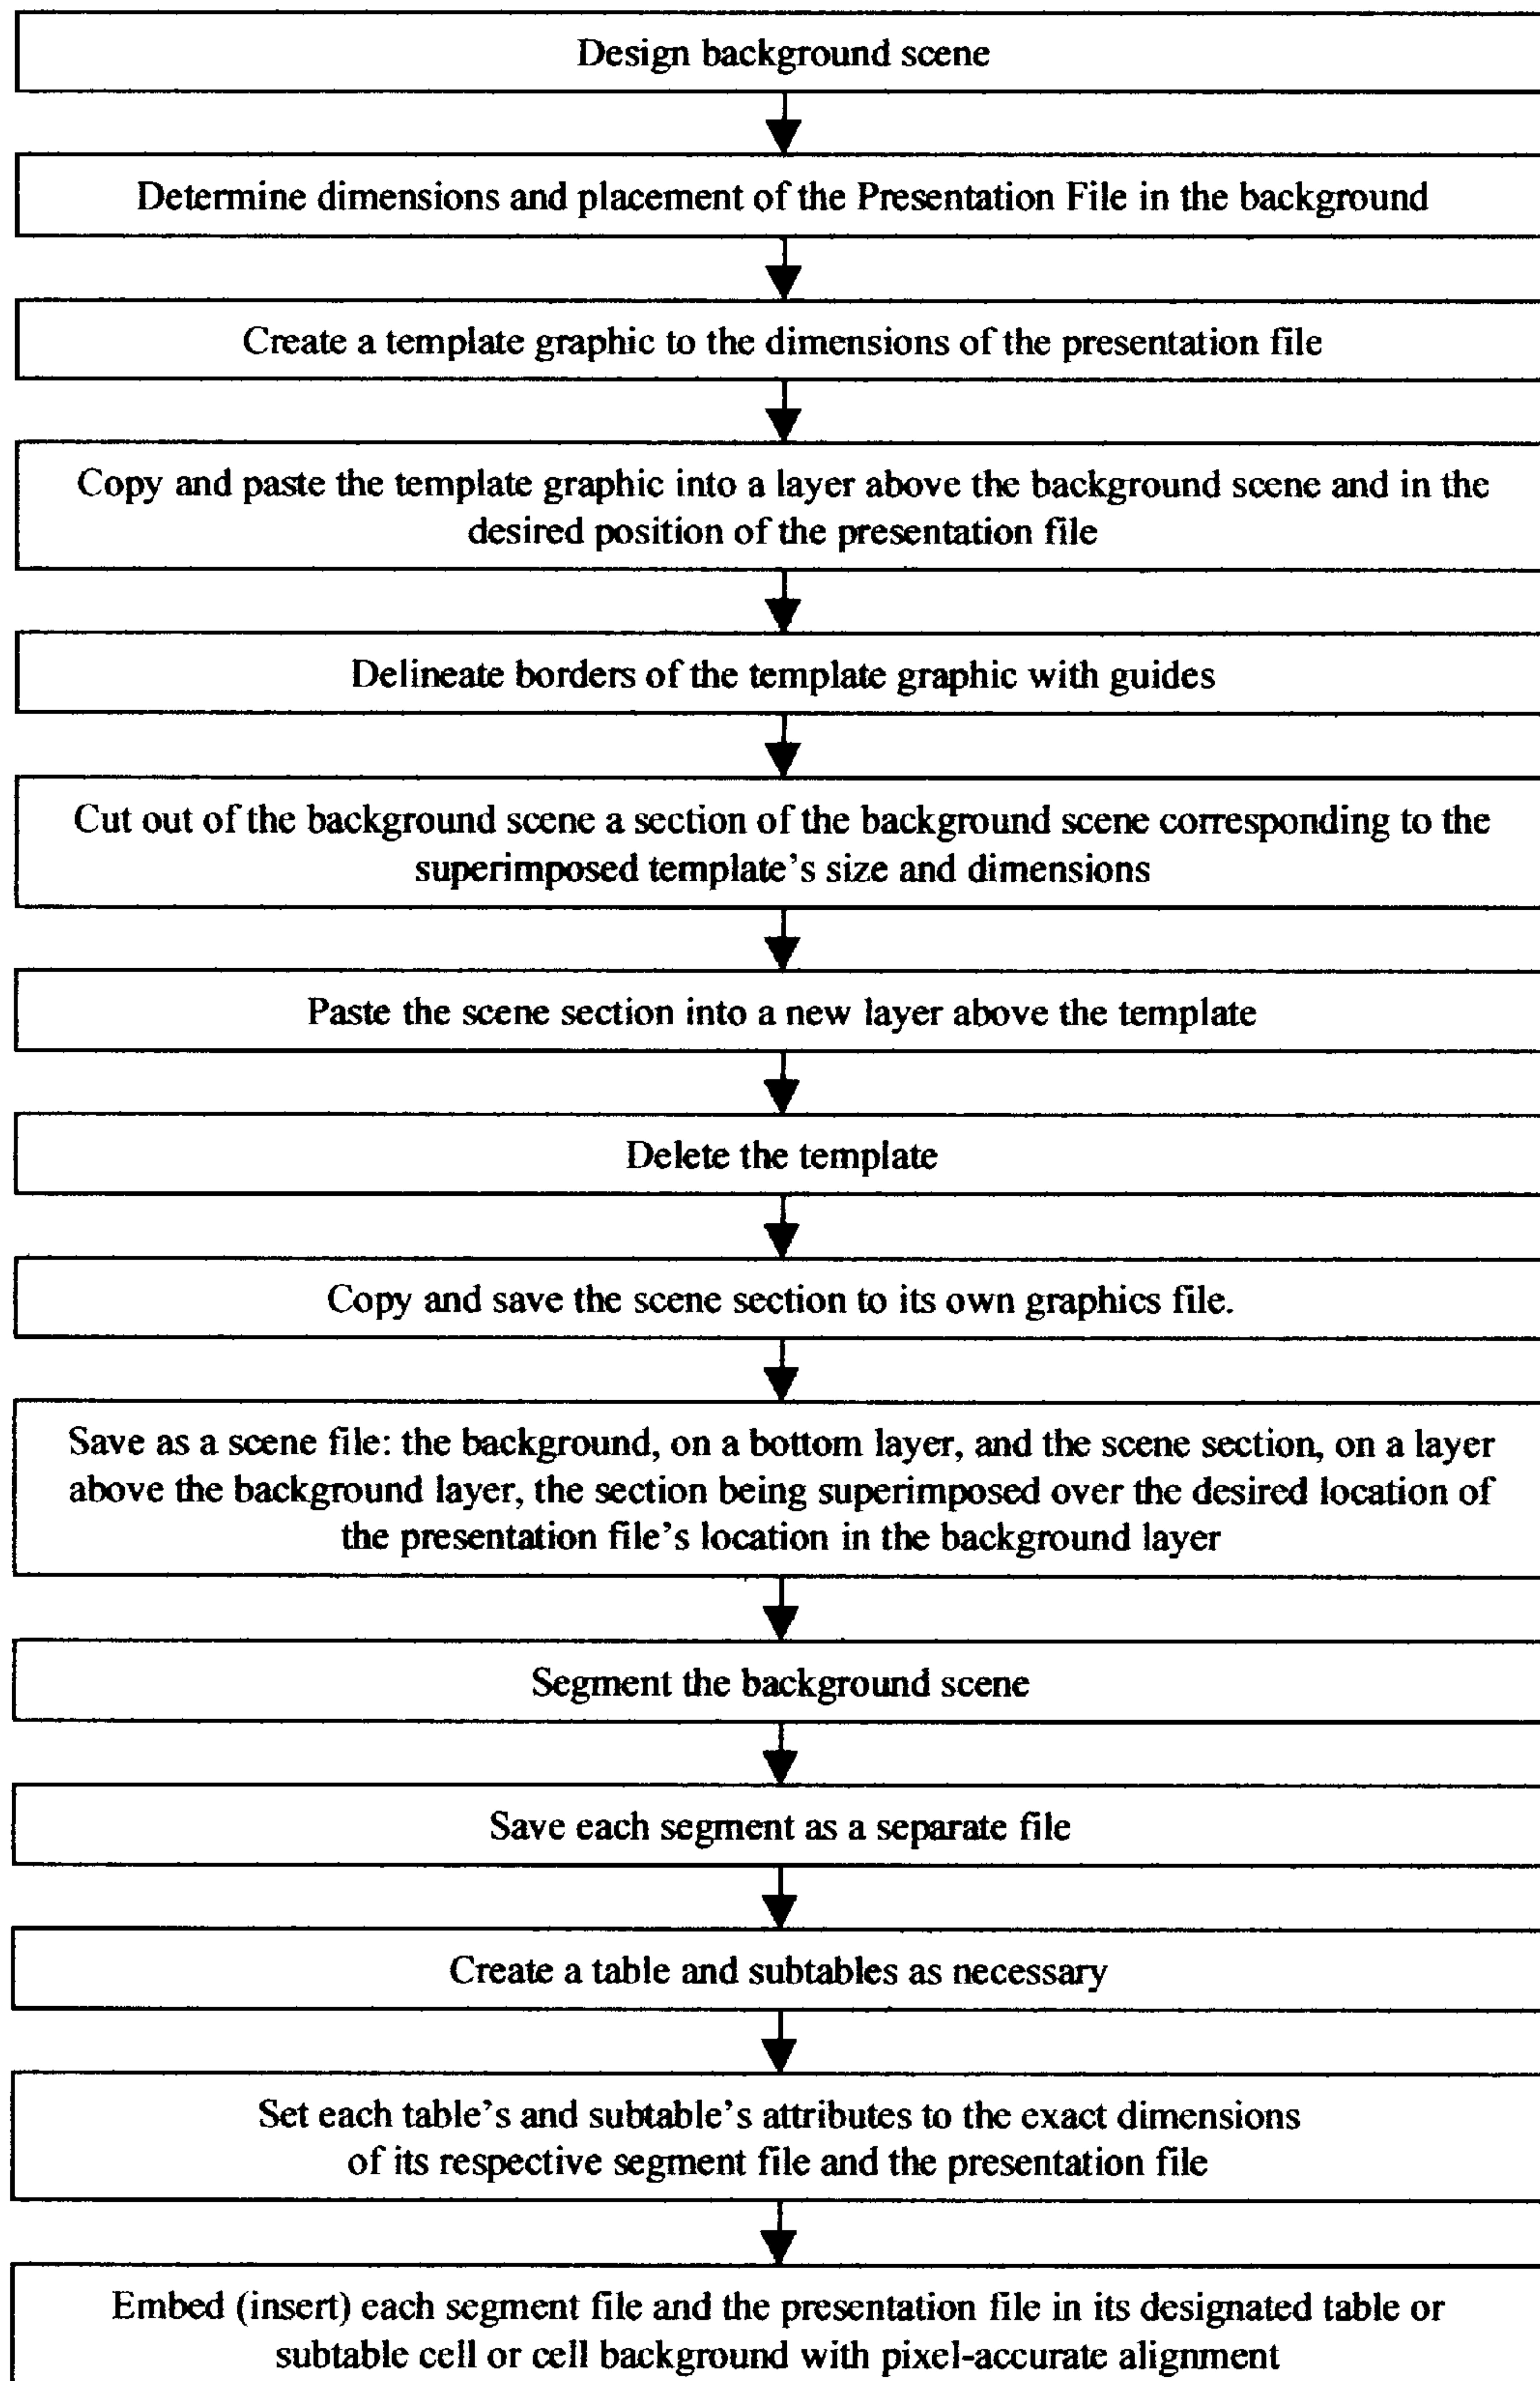 Design background scene
Determine dimensions and placement of the Presentation File in the background
Create a template graphic to the dimensions of the presentation file
Copy and paste the template graphic into a layer above the background scene and in the
desired position of the presentation file
Delineate borders of the template graphic with guides
Cut out of the background scene a section of the background scene corresponding to the
superimposed template's size and dimensions
Paste the scene section into a new layer above the template
Delete the template
Copy and save the scene section to its own graphics file.
Save as a scene file: the background, on a bottom layer, and the scene section, on a layer
above the background layer, the section being superimposed over the desired location of
the presentation file's location in the background layer
Segment the background scene
Save each segment as a separate file
Create a table and subtables as necessary
Set each table's and subtable's attributes to the exact dimensions
of its respective segment file and the presentation file
Embed (insert) each segment file and the presentation file in its designated table or
subtable cell or cell background with pixel-accurate alignment